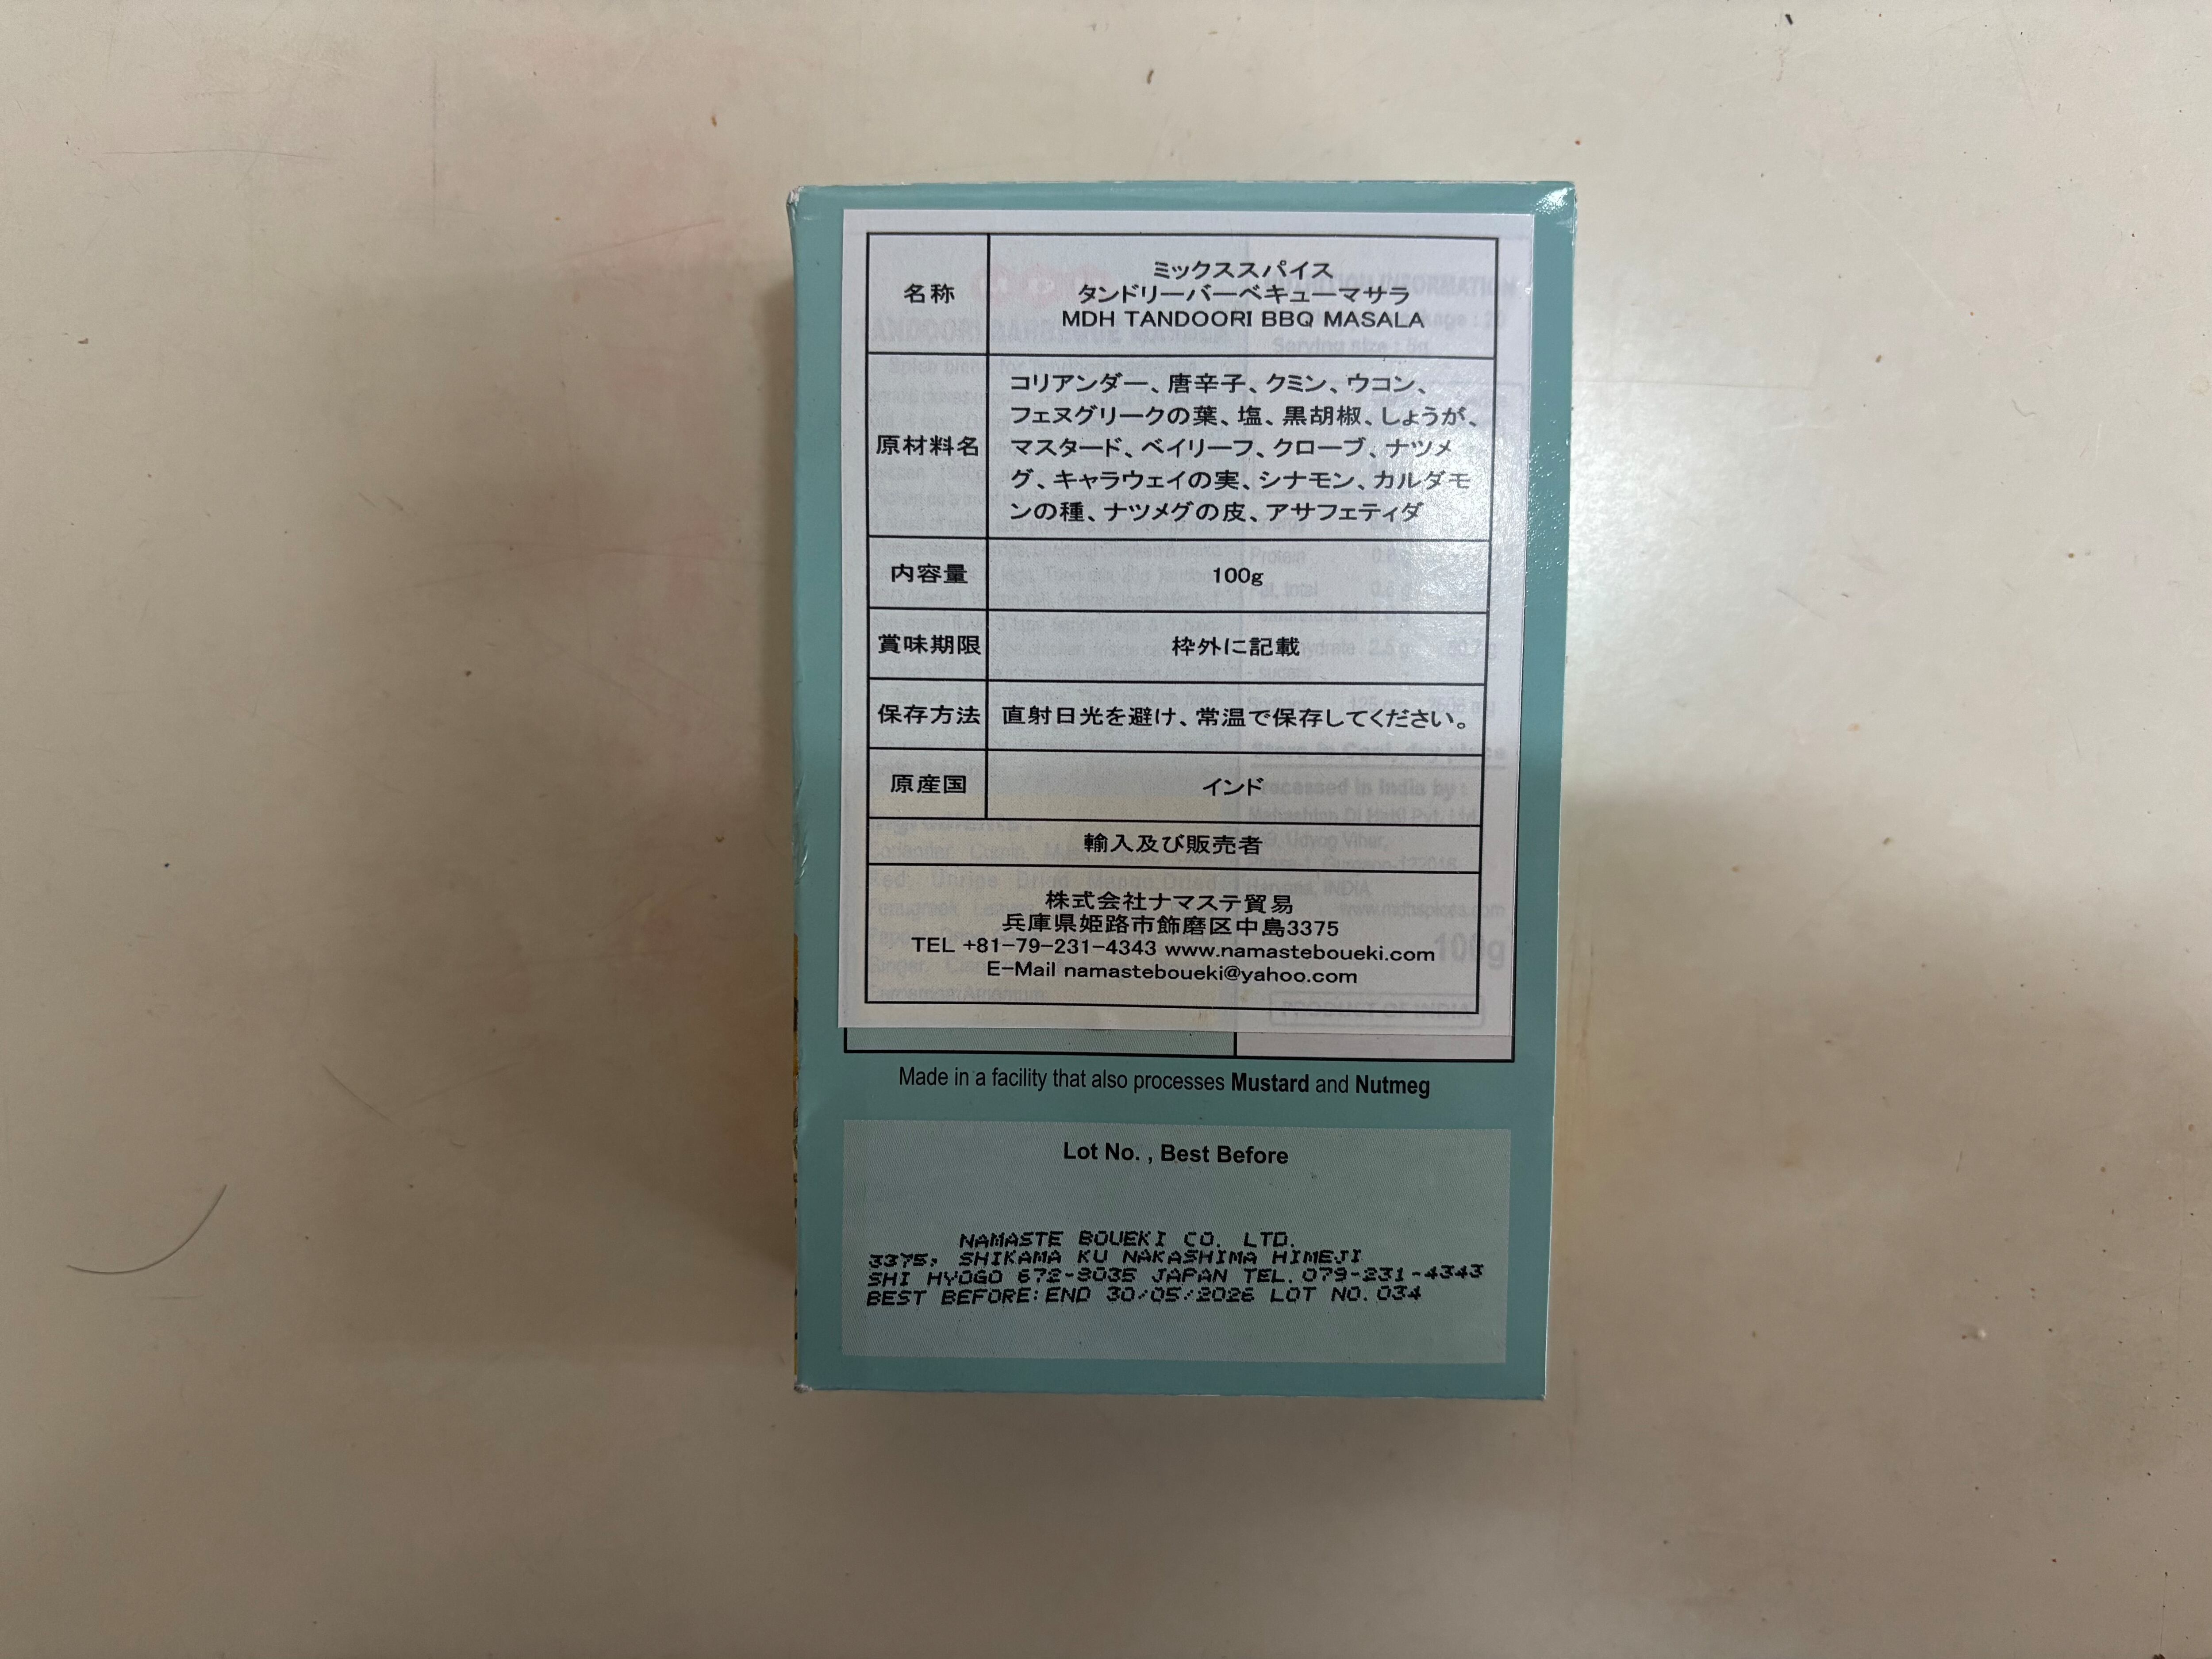 名称
ミックススパイス
タンドリーバーベキューマサラ
MDH TANDOORI BBQ MASALA
原材料名
コリアンダー、唐辛子、クミン、ウコン、
フェヌグリークの葉、塩、黒胡椒、しょうが、
マスタード、ベイリーフ、クローブ、ナツメ
グ、キャラウェイの実、シナモン、カルダモ
ンの種、ナツメグの皮、アサフェティダ
内容量
100g
賞味期限
枠外に記載
保存方法
直射日光を避け、常温で保存してください。
原産国
インド
輸入及び販売者
株式会社ナマステ貿易
兵庫県姫路市飾磨区中島3375
TEL +81-79-231-4343 www.namasteboueki.com
E-Mail namasteboueki@yahoo.com
Made in a facility that also processes Mustard and Nutmeg
Lot No. , Best Before
NAMASTE BOUEKI CO. LTD.
3375, SHIKAMA KU NAKASHIMA HIMEJI
SHI HYOGO 672-8035 JAPAN TEL. 079-231-4343
BEST BEFORE: END 30/05/2026 LOT NO. 034